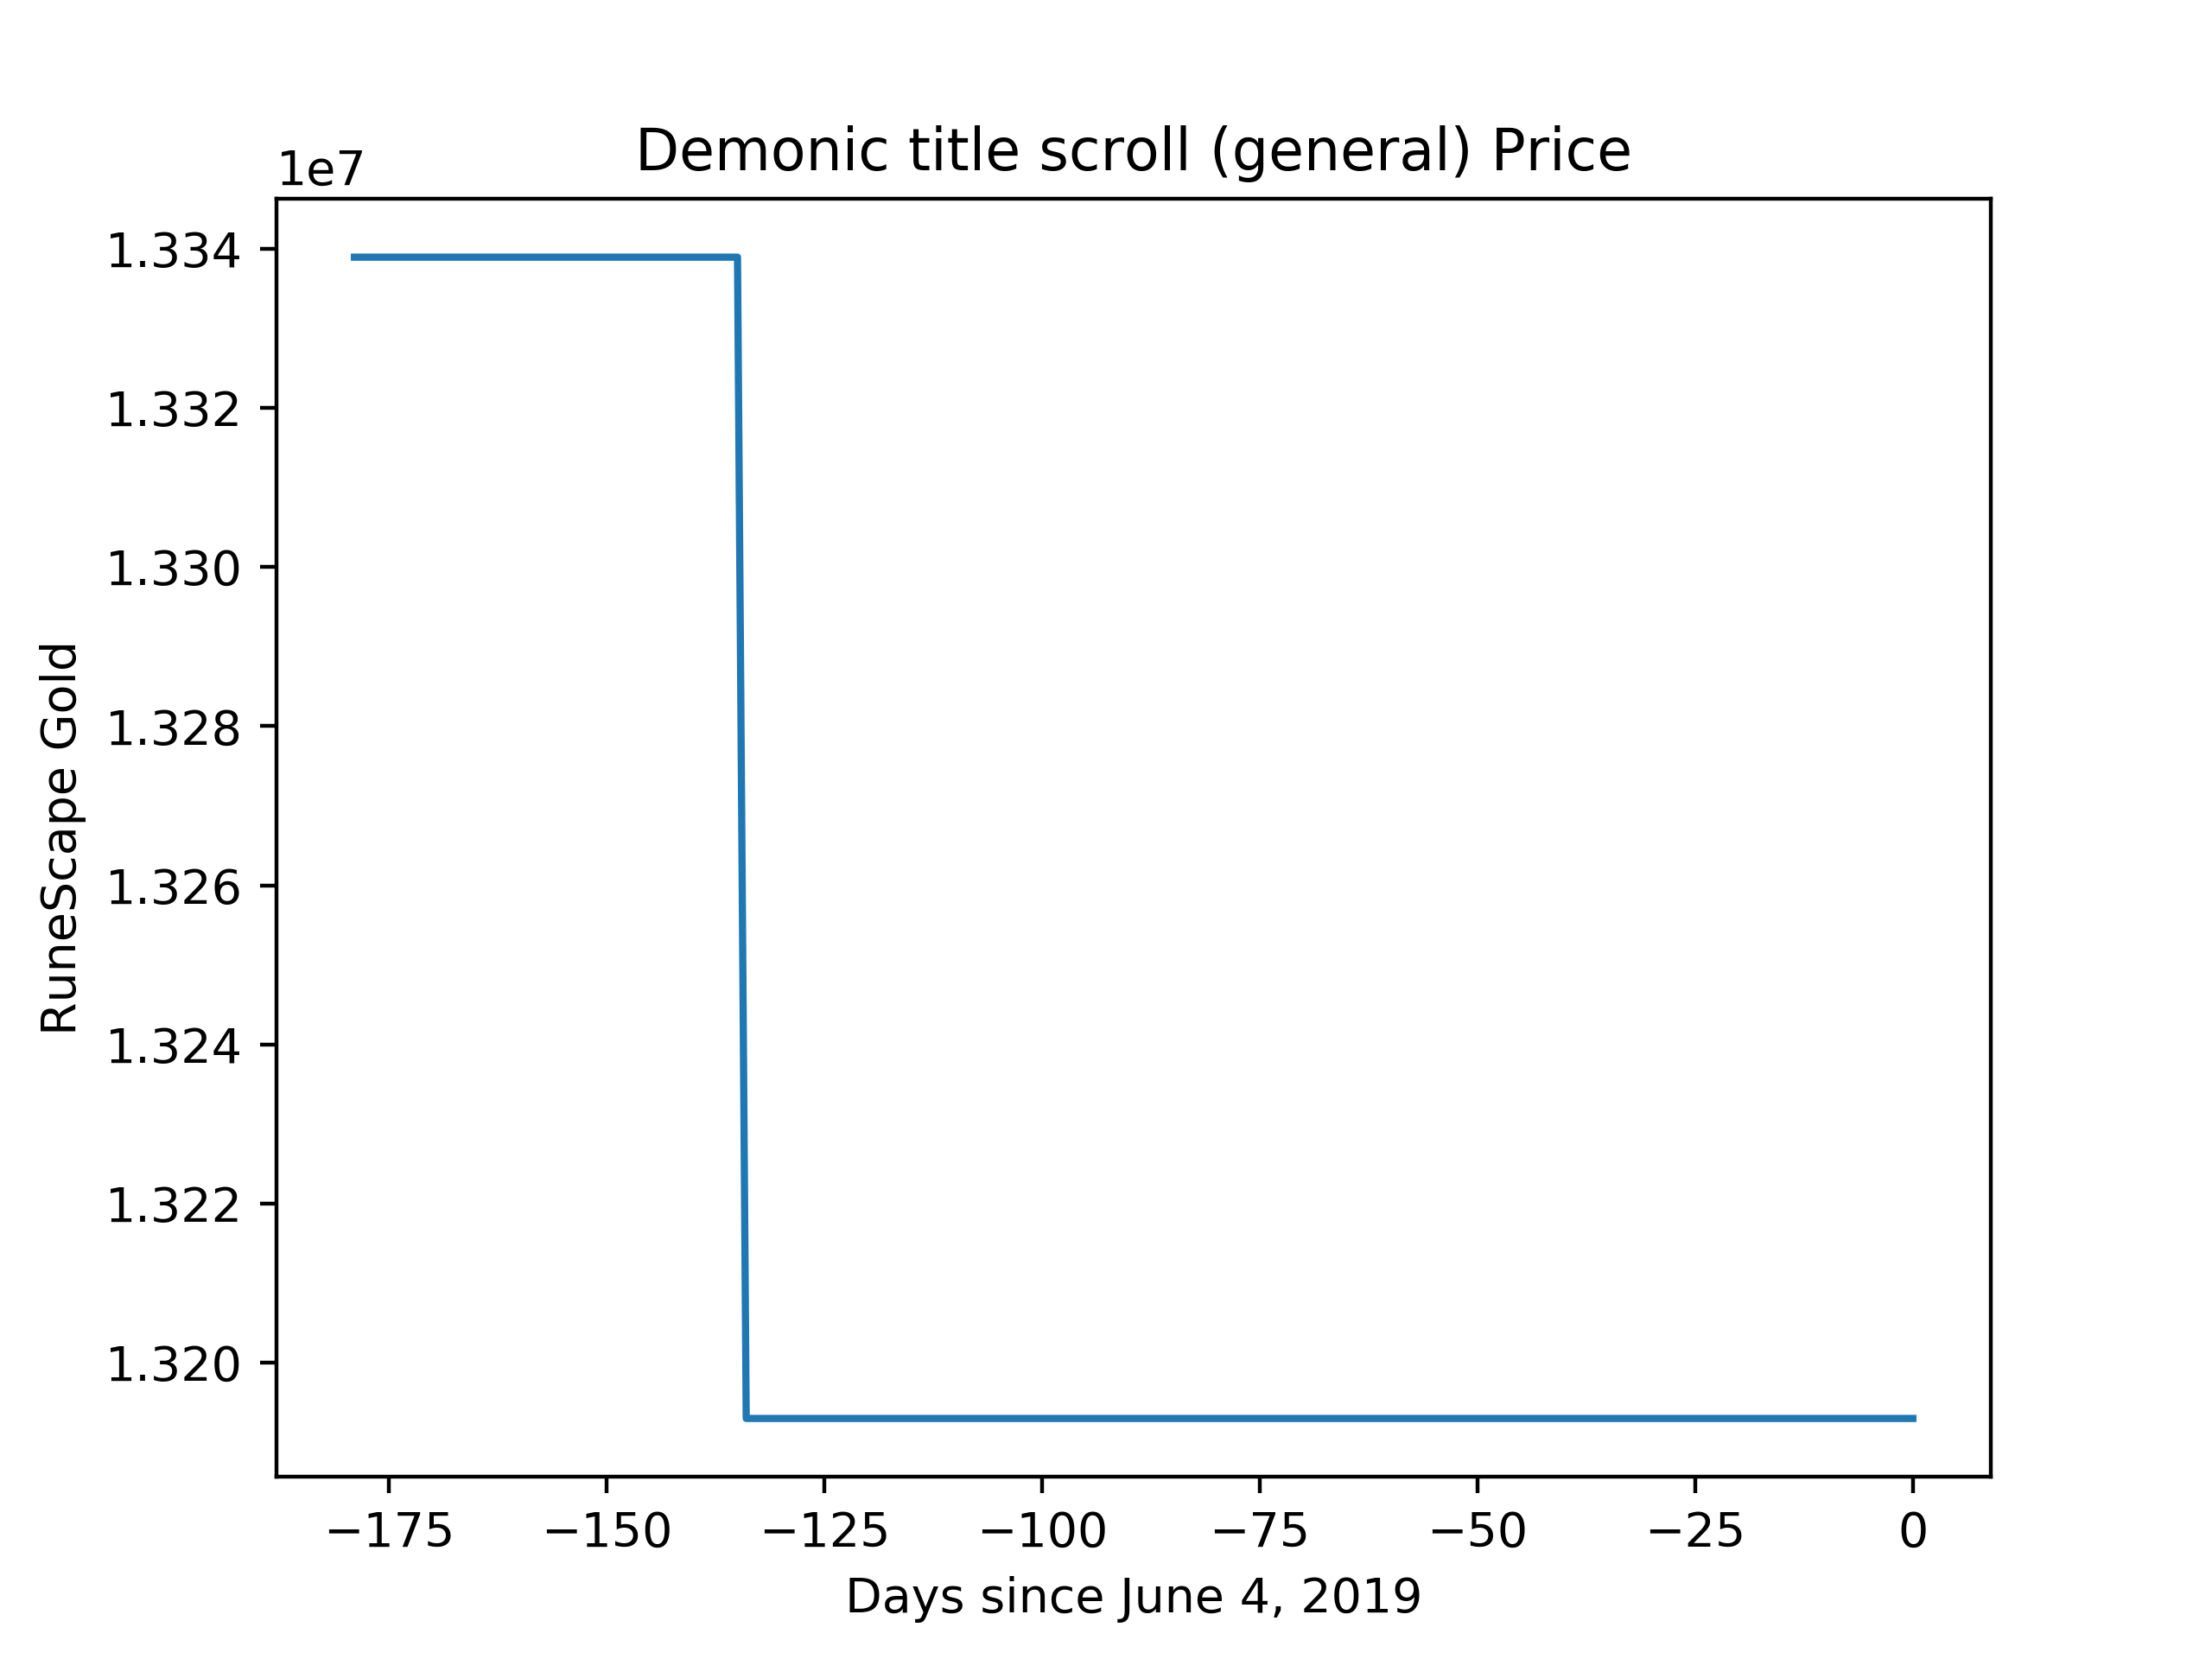 Demonic title scroll (general) Price
1e7
1.334
1.332
1.330
1.328
1.326
1.324
1.322
1.320
RuneScape Gold
−175 −150 −125 −100 −75 −50 −25 0
Days since June 4, 2019